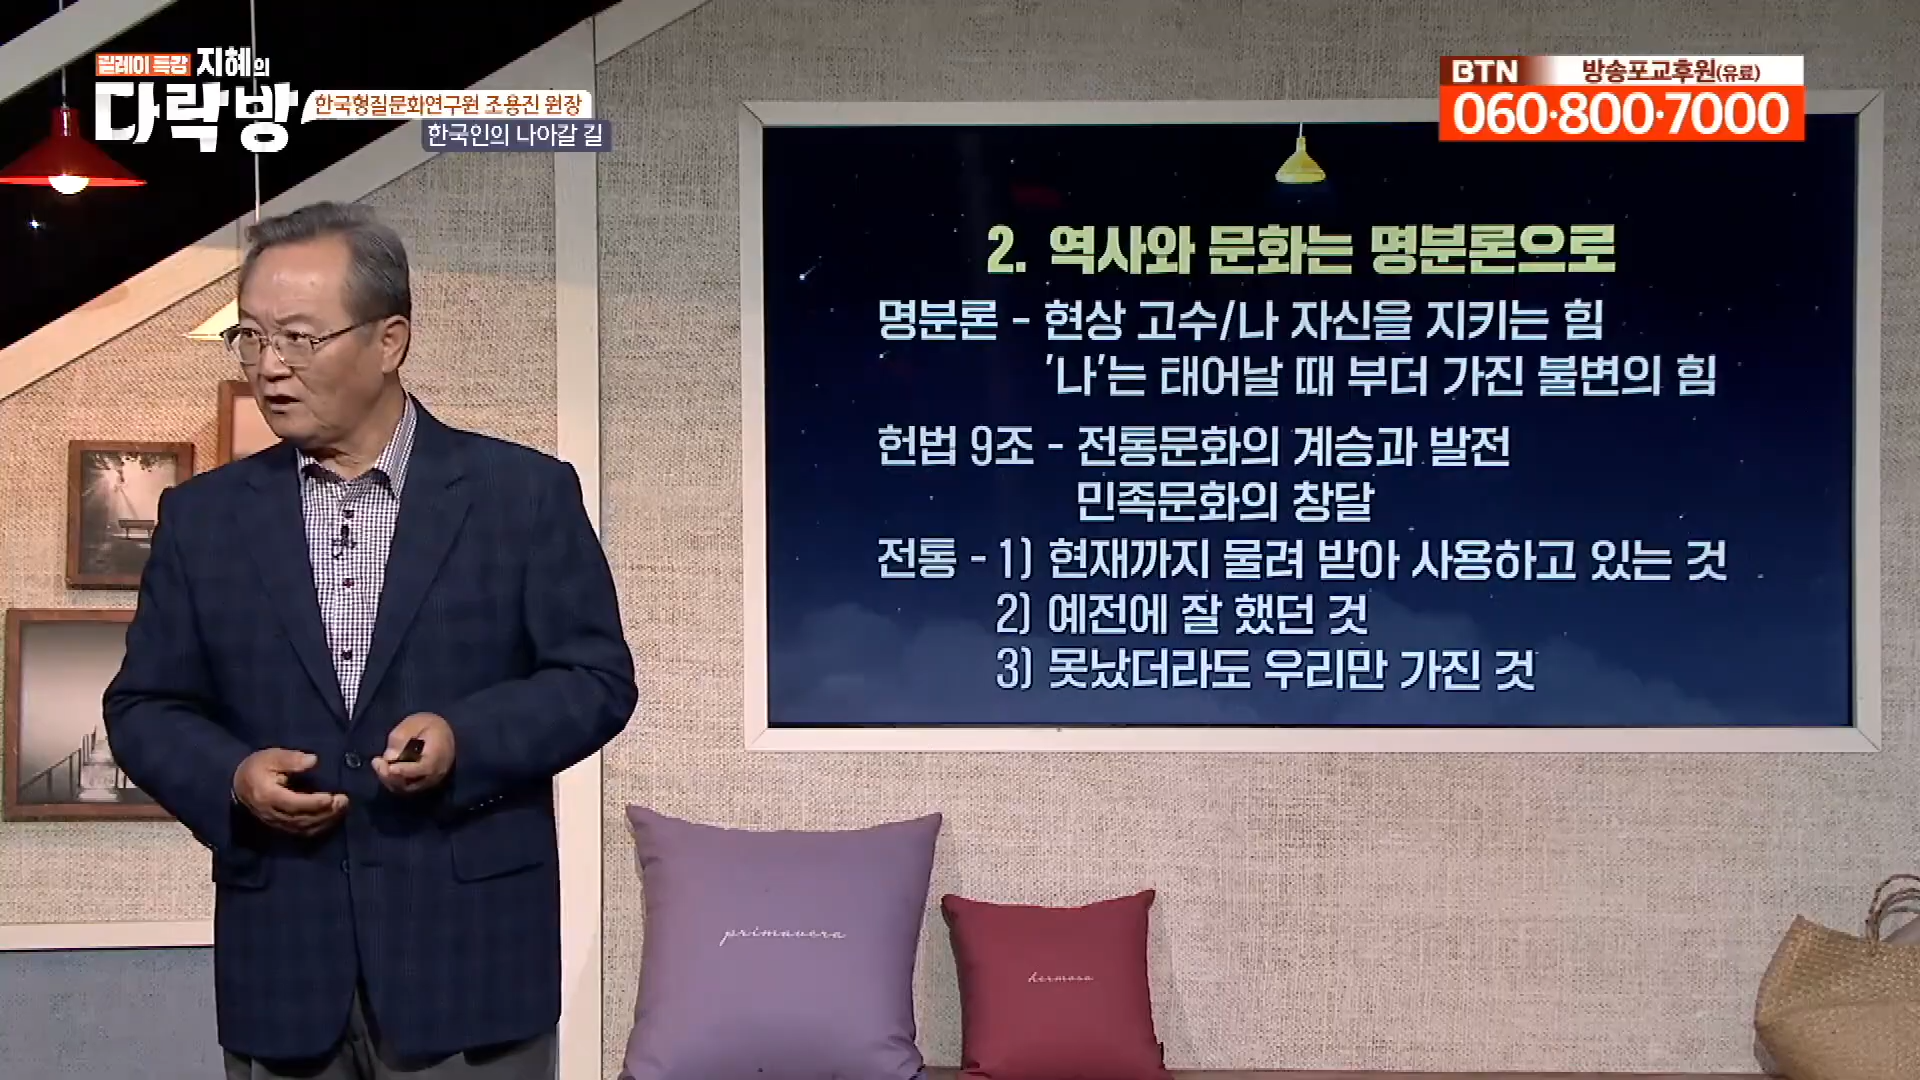 릴레이 특강 지혜의
다락방
한국형질문화연구원 조용진 원장
한국인의 나아갈 길
BTN 방송포교후원(유료)
060·800·7000
2. 역사와 문화는 명분론으로
명분론 - 현상 고수/나 자신을 지키는 힘
'나'는 태어날 때 부더 가진 불변의 힘
헌법 9조 - 전통문화의 계승과 발전
민족문화의 창달
전통 - 1) 현재까지 물려 받아 사용하고 있는 것
2) 예전에 잘 했던 것
3) 못났더라도 우리만 가진 것
primavera
hermosa